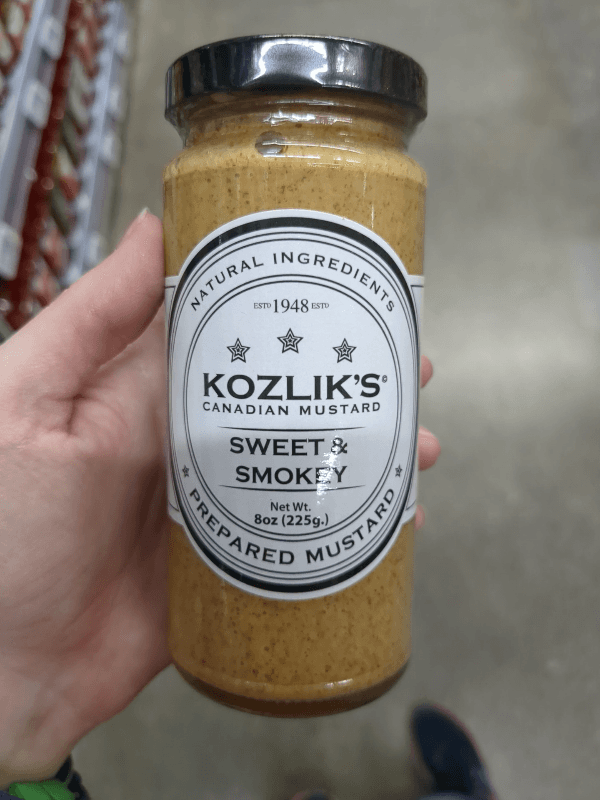 NATURAL INGREDIENTS
ESTD 1948 ESTD
KOZLIK'S®
CANADIAN MUSTARD
SWEET &
SMOKEY
Net Wt.
8oz (225g.)
PREPARED MUSTARD